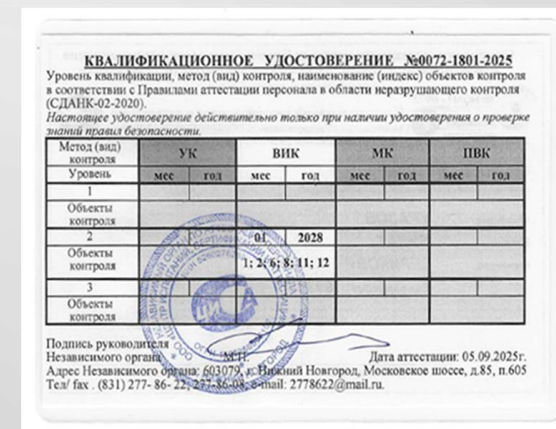 КВАЛИФИКАЦИОННОЕ УДОСТОВЕРЕНИЕ №0072-1801-2025
Уровень квалификации, метод (вид) контроля, наименование (индекс) объектов контроля
в соответствии с Правилами аттестации персонала в области неразрушающего контроля
(СДАНК-02-2020).
Настоящее удостоверение действительно только при наличии удостоверения о проверке
знаний правил безопасности.
Метод (вид) контроля УК ВИК МК ПВК
Уровень мес год мес год мес год мес год
1
Объекты контроля
2 01 2028
Объекты контроля 1; 2; 6; 8; 11; 12
3
Объекты контроля
Подпись руководителя
Независимого органа М.П. Дата аттестации: 05.09.2025г.
Адрес Независимого органа: 603079, г. Нижний Новгород, Московское шоссе, д.85, п.605
Тел/ fax . (831) 277- 86- 22; 277-86-08, e-mail: 2778622@mail.ru.